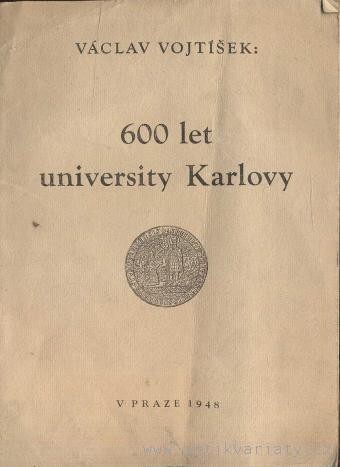 VÁCLAV VOJTÍŠEK:
600 let
university Karlovy
V PRAZE 1948